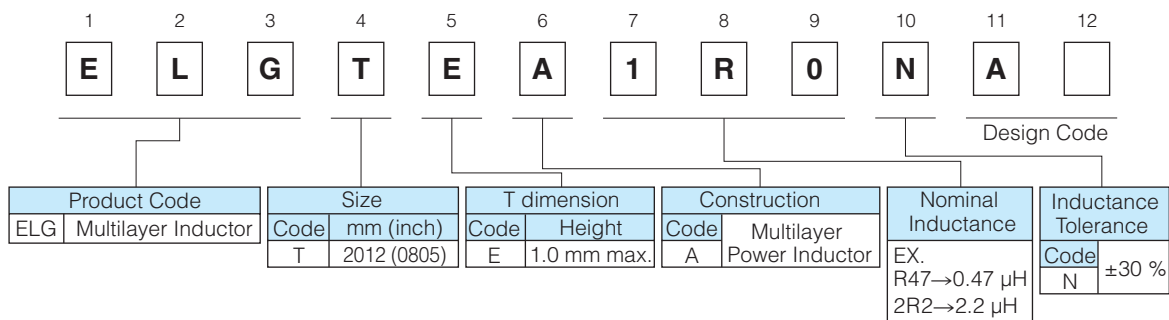 1 2 3 4 5 6 7 8 9 10 11 12
E L G T E A 1 R 0 N A
Design Code
Product Code
ELG Multilayer Inductor
Size
Code mm (inch)
T 2012 (0805)
T dimension
Code Height
E 1.0 mm max.
Construction
Code
A
Multilayer
Power Inductor
Nominal
Inductance
EX.
R47→0.47 µH
2R2→2.2 µH
Inductance
Tolerance
Code
N
±30 %